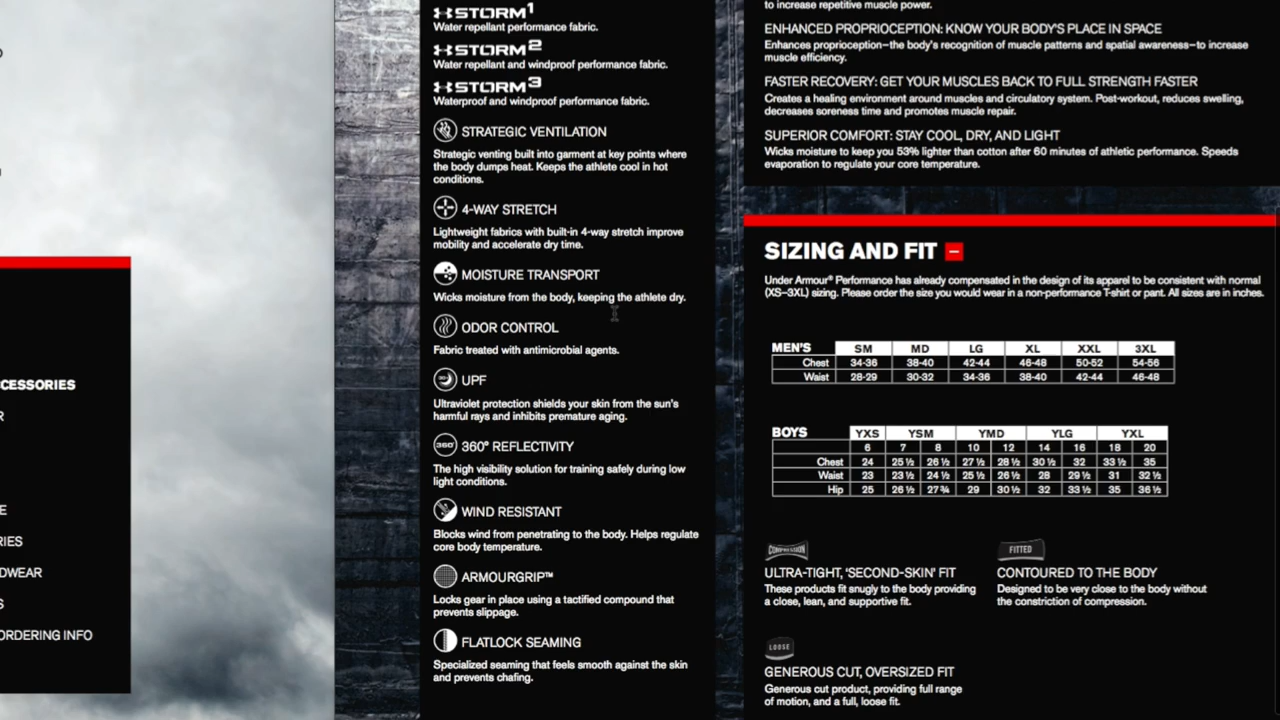 CCESSORIES
R
E
RIES
DWEAR
S
ORDERING INFO
STORM1
Water repellant performance fabric.
STORM2
Water repellant and windproof performance fabric.
STORM3
Waterproof and windproof performance fabric.
STRATEGIC VENTILATION
Strategic venting built into garment at key points where
the body dumps heat. Keeps the athlete cool in hot
conditions.
4-WAY STRETCH
Lightweight fabrics with built-in 4-way stretch improve
mobility and accelerate dry time.
MOISTURE TRANSPORT
Wicks moisture from the body, keeping the athlete dry.
ODOR CONTROL
Fabric treated with antimicrobial agents.
UPF
Ultraviolet protection shields your skin from the sun's
harmful rays and inhibits premature aging.
360° 360° REFLECTIVITY
The high visibility solution for training safely during low
light conditions.
WIND RESISTANT
Blocks wind from penetrating to the body. Helps regulate
core body temperature.
ARMOURGRIP™
Locks gear in place using a tactified compound that
prevents slippage.
FLATLOCK SEAMING
Specialized seaming that feels smooth against the skin
and prevents chafing.
to increase repetitive muscle power.
ENHANCED PROPRIOCEPTION: KNOW YOUR BODY'S PLACE IN SPACE
Enhances proprioception—the body's recognition of muscle patterns and spatial awareness—to increase
muscle efficiency.
FASTER RECOVERY: GET YOUR MUSCLES BACK TO FULL STRENGTH FASTER
Creates a healing environment around muscles and circulatory system. Post-workout, reduces swelling,
decreases soreness time and promotes muscle repair.
SUPERIOR COMFORT: STAY COOL, DRY, AND LIGHT
Wicks moisture to keep you 53% lighter than cotton after 60 minutes of athletic performance. Speeds
evaporation to regulate your core temperature.
SIZING AND FIT –
Under Armour® Performance has already compensated in the design of its apparel to be consistent with normal
(XS–3XL) sizing. Please order the size you would wear in a non-performance T-shirt or pant. All sizes are in inches.
MEN'S SM MD LG XL XXL 3XL
Chest 34-36 38-40 42-44 46-48 50-52 54-56
Waist 28-29 30-32 34-36 38-40 42-44 46-48
BOYS YXS YSM YMD YLG YXL
6 7 8 10 12 14 16 18 20
Chest 24 25 ½ 26 ½ 27 ½ 28 ½ 30 ½ 32 33 ½ 35
Waist 23 23 ½ 24 ½ 25 ½ 26 ½ 28 29 ½ 31 32 ½
Hip 25 26 ½ 27 ¾ 29 30 ½ 32 33 ½ 35 36 ½
COMPRESSION
ULTRA-TIGHT, 'SECOND-SKIN' FIT
These products fit snugly to the body providing
a close, lean, and supportive fit.
FITTED
CONTOURED TO THE BODY
Designed to be very close to the body without
the constriction of compression.
LOOSE
GENEROUS CUT, OVERSIZED FIT
Generous cut product, providing full range
of motion, and a full, loose fit.